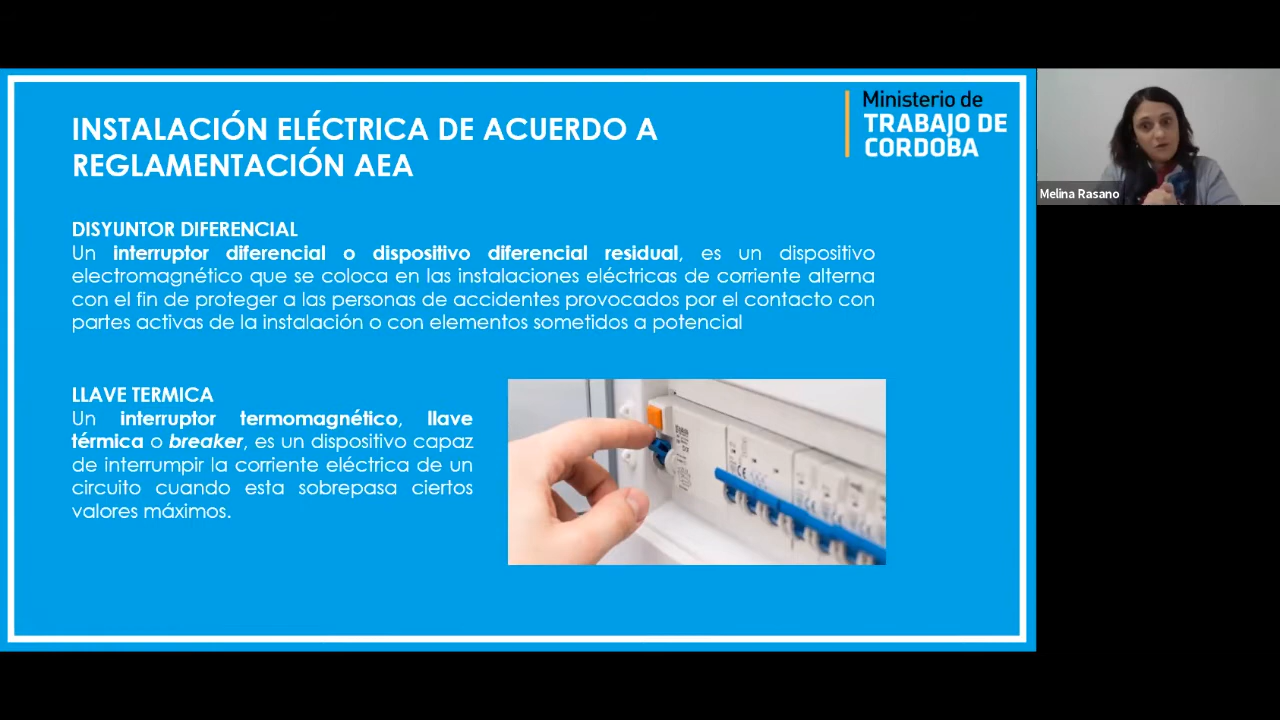 INSTALACIÓN ELÉCTRICA DE ACUERDO A
REGLAMENTACIÓN AEA
Ministerio de
TRABAJO DE
CORDOBA
Melina Rasano
DISYUNTOR DIFERENCIAL
Un interruptor diferencial o dispositivo diferencial residual, es un dispositivo
electromagnético que se coloca en las instalaciones eléctricas de corriente alterna
con el fin de proteger a las personas de accidentes provocados por el contacto con
partes activas de la instalación o con elementos sometidos a potencial
LLAVE TERMICA
Un interruptor termomagnético, llave
térmica o breaker, es un dispositivo capaz
de interrumpir la corriente eléctrica de un
circuito cuando esta sobrepasa ciertos
valores máximos.